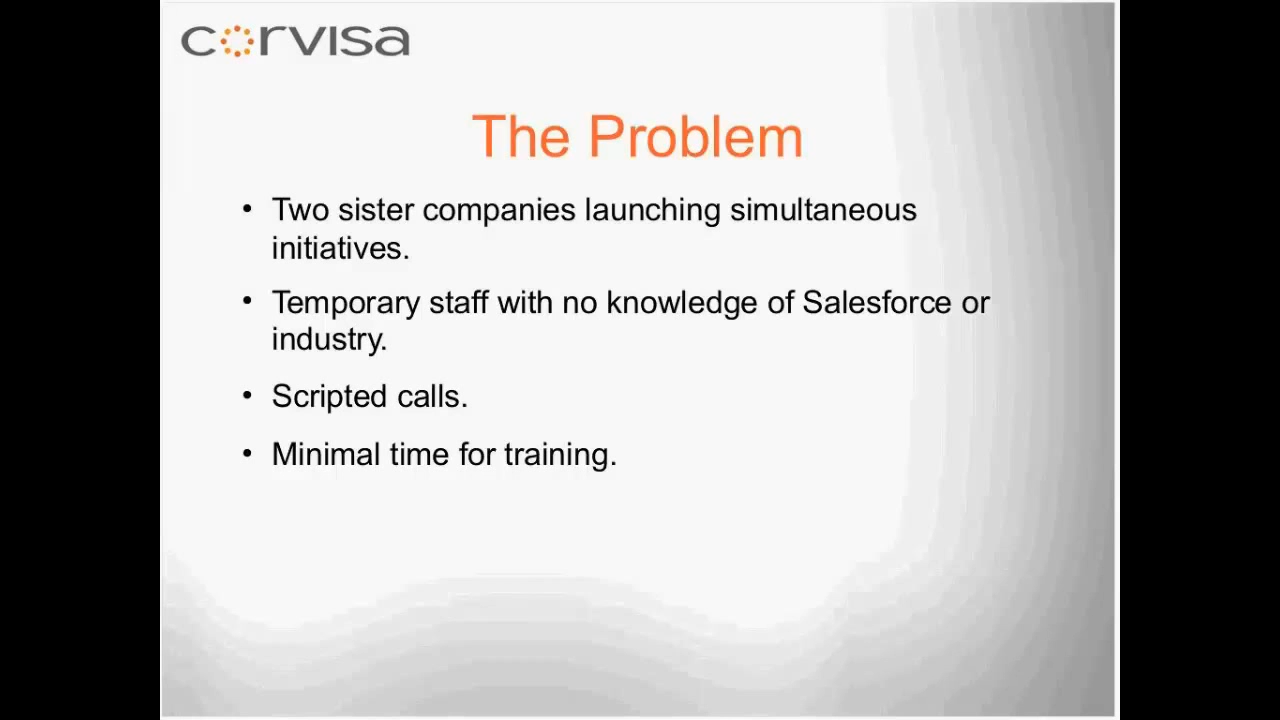 corvisa
The Problem
• Two sister companies launching simultaneous
initiatives.
• Temporary staff with no knowledge of Salesforce or
industry.
• Scripted calls.
• Minimal time for training.